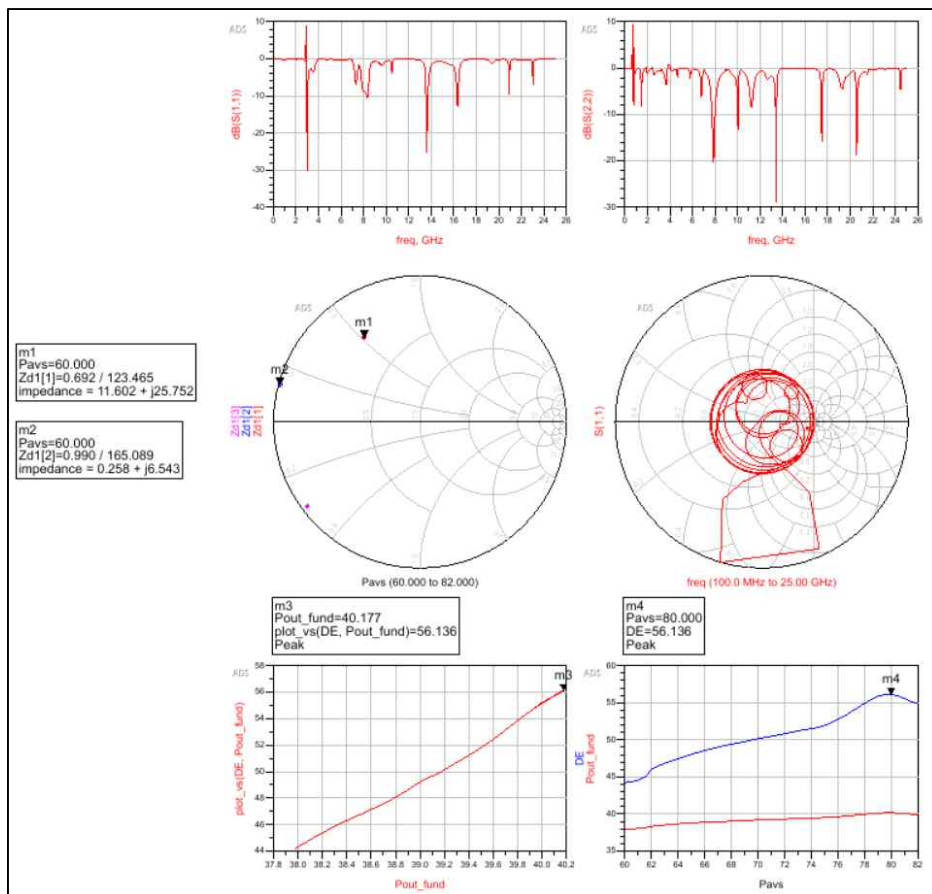 ADS
dB(S(1,1))
10
0
-10
-20
-30
-40
0 2 4 6 8 10 12 14 16 18 20 22 24 26
freq, GHz
ADS
dB(S(2,2))
10
0
-10
-20
-30
0 2 4 6 8 10 12 14 16 18 20 22 24 26
freq, GHz
m1
Pavs=60.000
Zd1[1]=0.692 / 123.465
impedance = 11.602 + j25.752
m2
Pavs=60.000
Zd1[2]=0.990 / 165.089
impedance = 0.258 + j6.543
ADS
m1
m2
Zd1[3]
Zd1[2]
Zd1[1]
Pavs (60.000 to 82.000)
ADS
S(1,1)
freq (100.0 MHz to 25.00 GHz)
m3
Pout_fund=40.177
plot_vs(DE, Pout_fund)=56.136
Peak
m4
Pavs=80.000
DE=56.136
Peak
ADS
m3
plot_vs(DE, Pout_fund)
58
56
54
52
50
48
46
44
37.8 38.0 38.2 38.4 38.6 38.8 39.0 39.2 39.4 39.6 39.8 40.0 40.2
Pout_fund
ADS
m4
DE
Pout_fund
60
55
50
45
40
35
60 62 64 66 68 70 72 74 76 78 80 82
Pavs